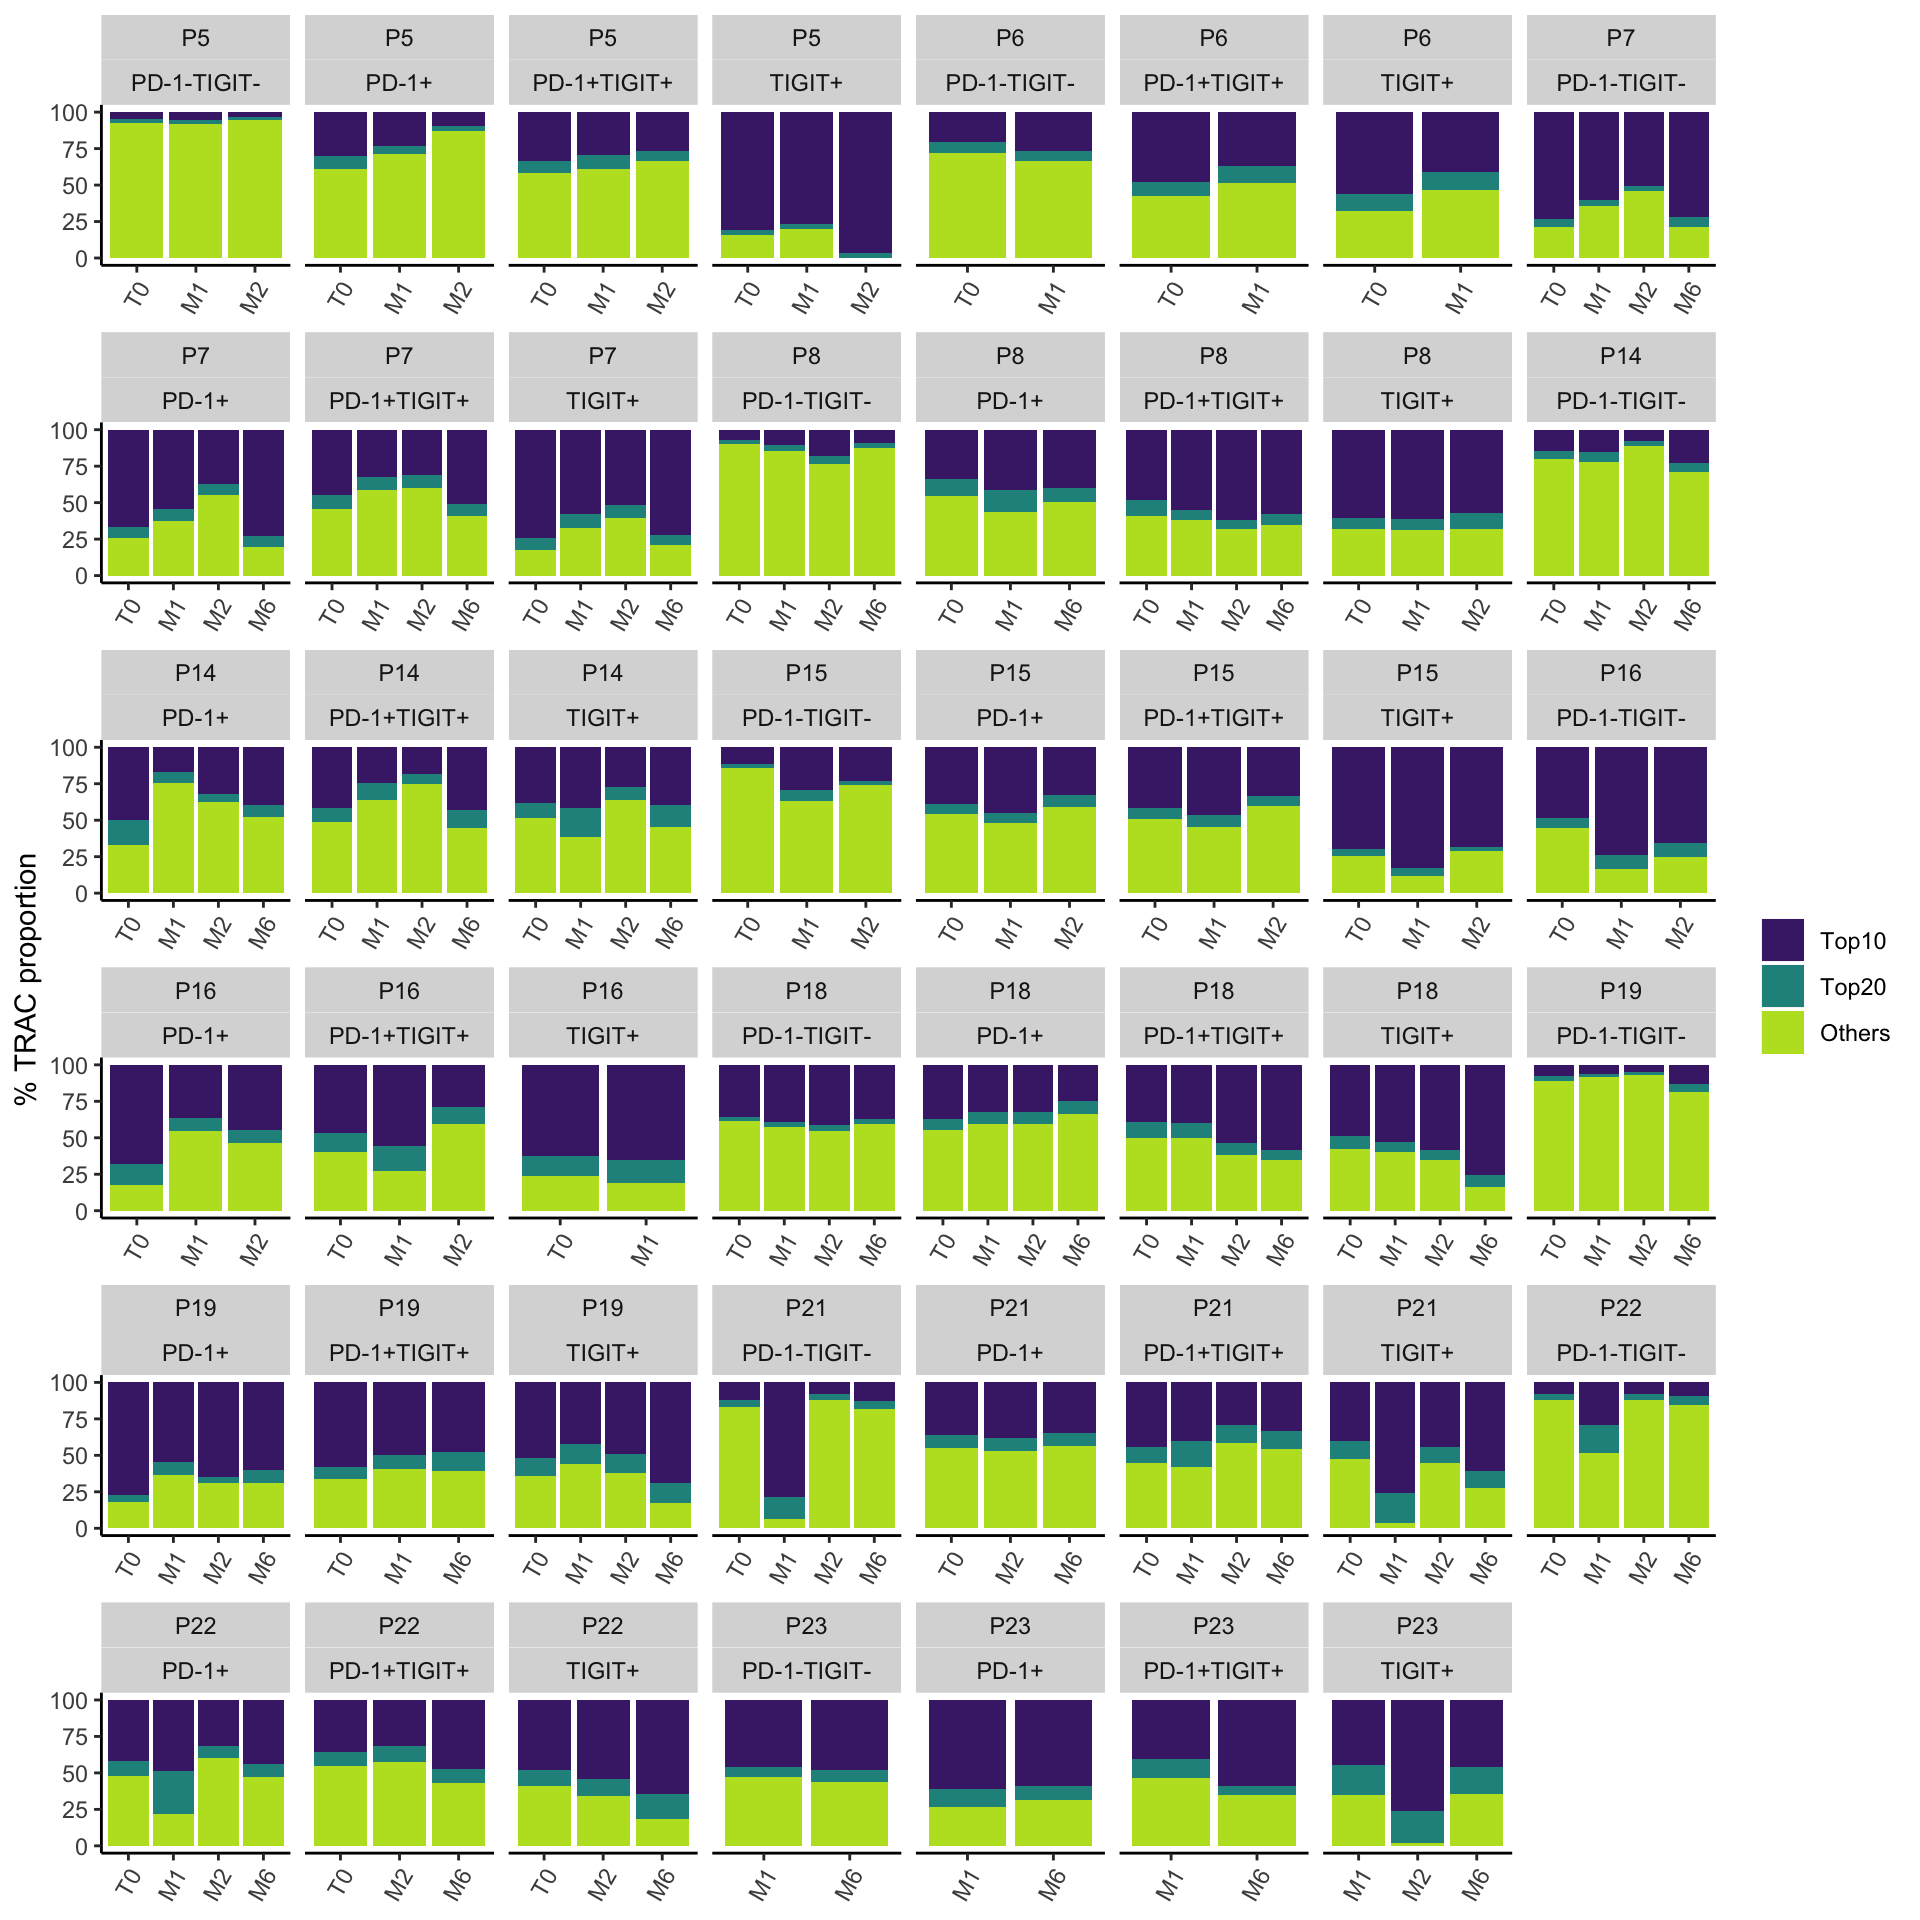 P5 P5 P5 P5 P6 P6 P6 P7
PD-1-TIGIT- PD-1+ PD-1+TIGIT+ TIGIT+ PD-1-TIGIT- PD-1+TIGIT+ TIGIT+ PD-1-TIGIT-
100
75
50
25
0
T0 M1 M2 T0 M1 M2 T0 M1 M2 T0 M1 M2 T0 M1 T0 M1 T0 M1 T0 M1 M2 M6
P7 P7 P7 P8 P8 P8 P8 P14
PD-1+ PD-1+TIGIT+ TIGIT+ PD-1-TIGIT- PD-1+ PD-1+TIGIT+ TIGIT+ PD-1-TIGIT-
100
75
50
25
0
T0 M1 M2 M6 T0 M1 M2 M6 T0 M1 M2 M6 T0 M1 M2 M6 T0 M1 M6 T0 M1 M2 M6 T0 M1 M2 T0 M1 M2 M6
P14 P14 P14 P15 P15 P15 P15 P16
PD-1+ PD-1+TIGIT+ TIGIT+ PD-1-TIGIT- PD-1+ PD-1+TIGIT+ TIGIT+ PD-1-TIGIT-
100
75
50
25
0
T0 M1 M2 M6 T0 M1 M2 M6 T0 M1 M2 M6 T0 M1 M2 T0 M1 M2 T0 M1 M2 T0 M1 M2 T0 M1 M2
% TRAC proportion
Top10
Top20
Others
P16 P16 P16 P18 P18 P18 P18 P19
PD-1+ PD-1+TIGIT+ TIGIT+ PD-1-TIGIT- PD-1+ PD-1+TIGIT+ TIGIT+ PD-1-TIGIT-
100
75
50
25
0
T0 M1 M2 T0 M1 M2 T0 M1 T0 M1 M2 M6 T0 M1 M2 M6 T0 M1 M2 M6 T0 M1 M2 M6 T0 M1 M2 M6
P19 P19 P19 P21 P21 P21 P21 P22
PD-1+ PD-1+TIGIT+ TIGIT+ PD-1-TIGIT- PD-1+ PD-1+TIGIT+ TIGIT+ PD-1-TIGIT-
100
75
50
25
0
T0 M1 M2 M6 T0 M1 M6 T0 M1 M2 M6 T0 M1 M2 M6 T0 M2 M6 T0 M1 M2 M6 T0 M1 M2 M6 T0 M1 M2 M6
P22 P22 P22 P23 P23 P23 P23
PD-1+ PD-1+TIGIT+ TIGIT+ PD-1-TIGIT- PD-1+ PD-1+TIGIT+ TIGIT+
100
75
50
25
0
T0 M1 M2 M6 T0 M2 M6 T0 M2 M6 M1 M6 M1 M6 M1 M6 M1 M2 M6